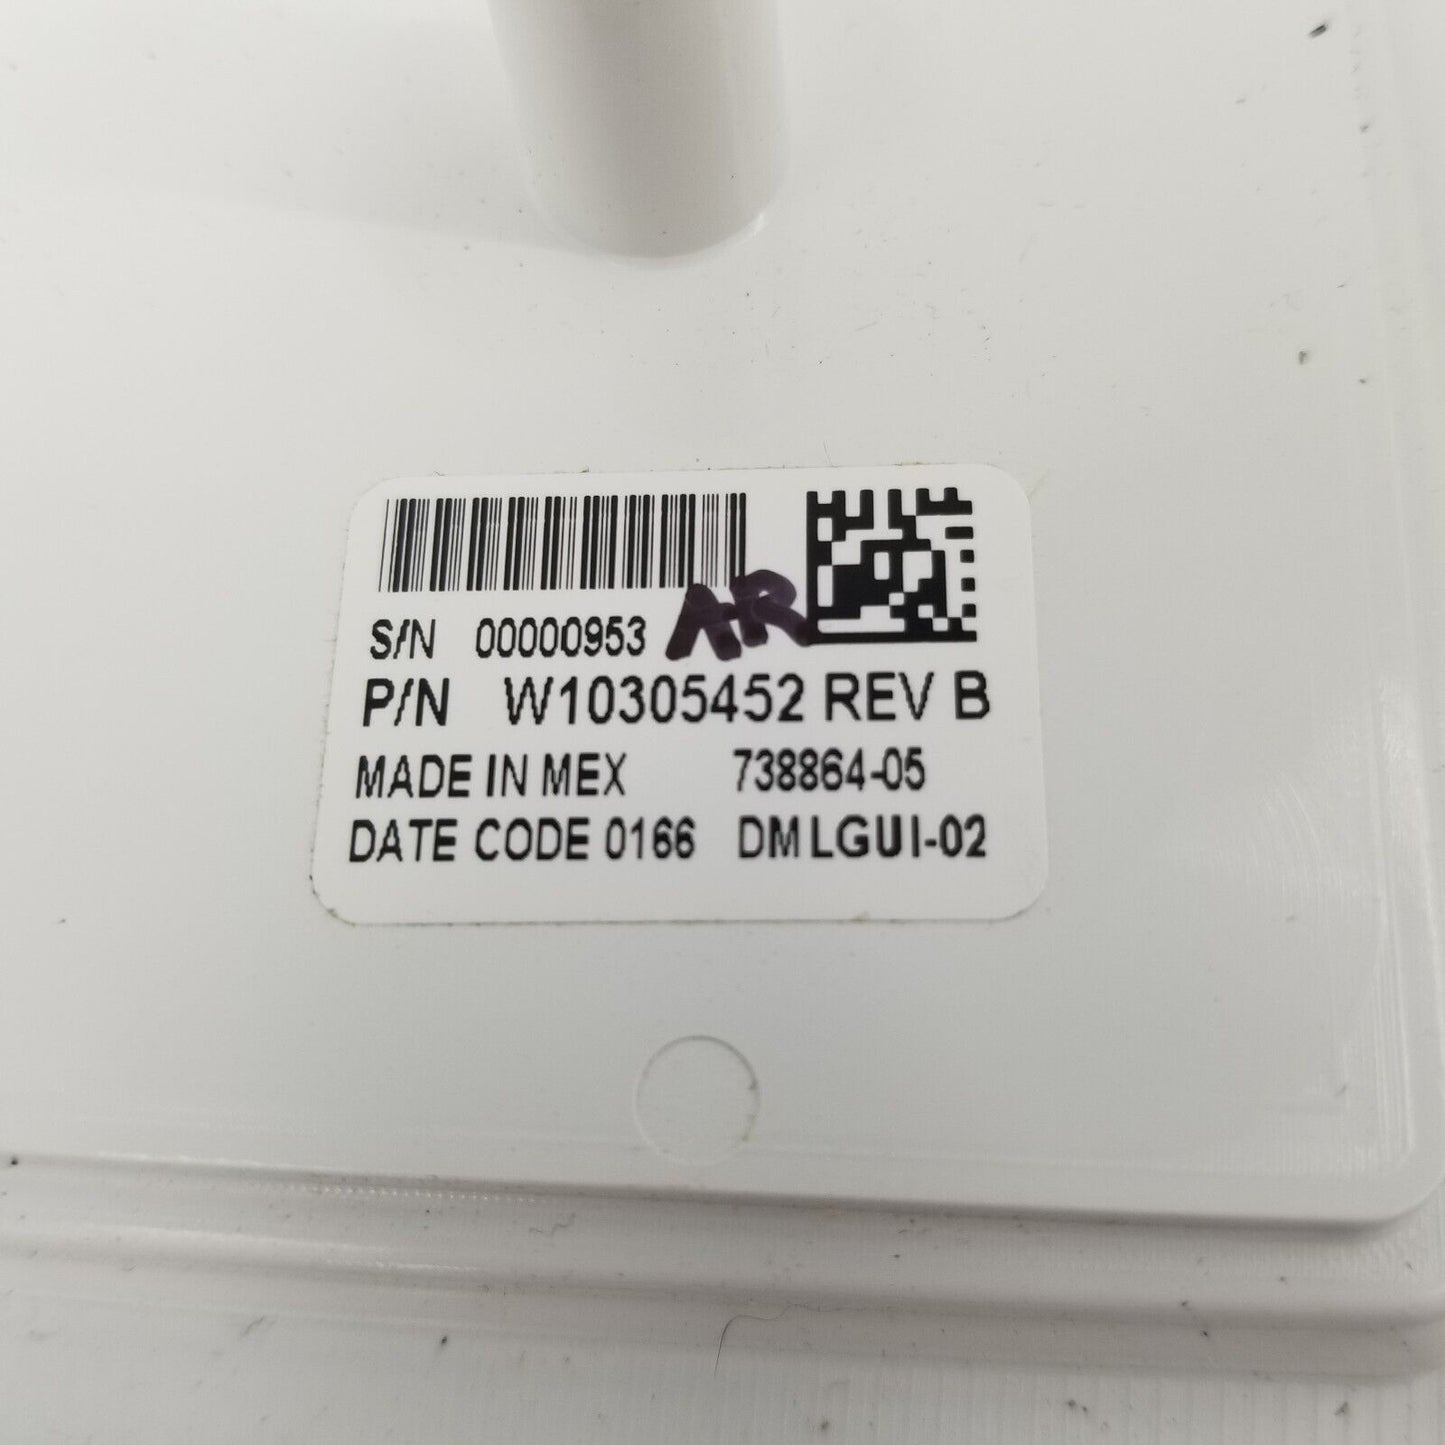 S/N 00000953 AR
P/N W10305452 REV B
MADE IN MEX 738864-05
DATE CODE 0166 DMLGUI-02